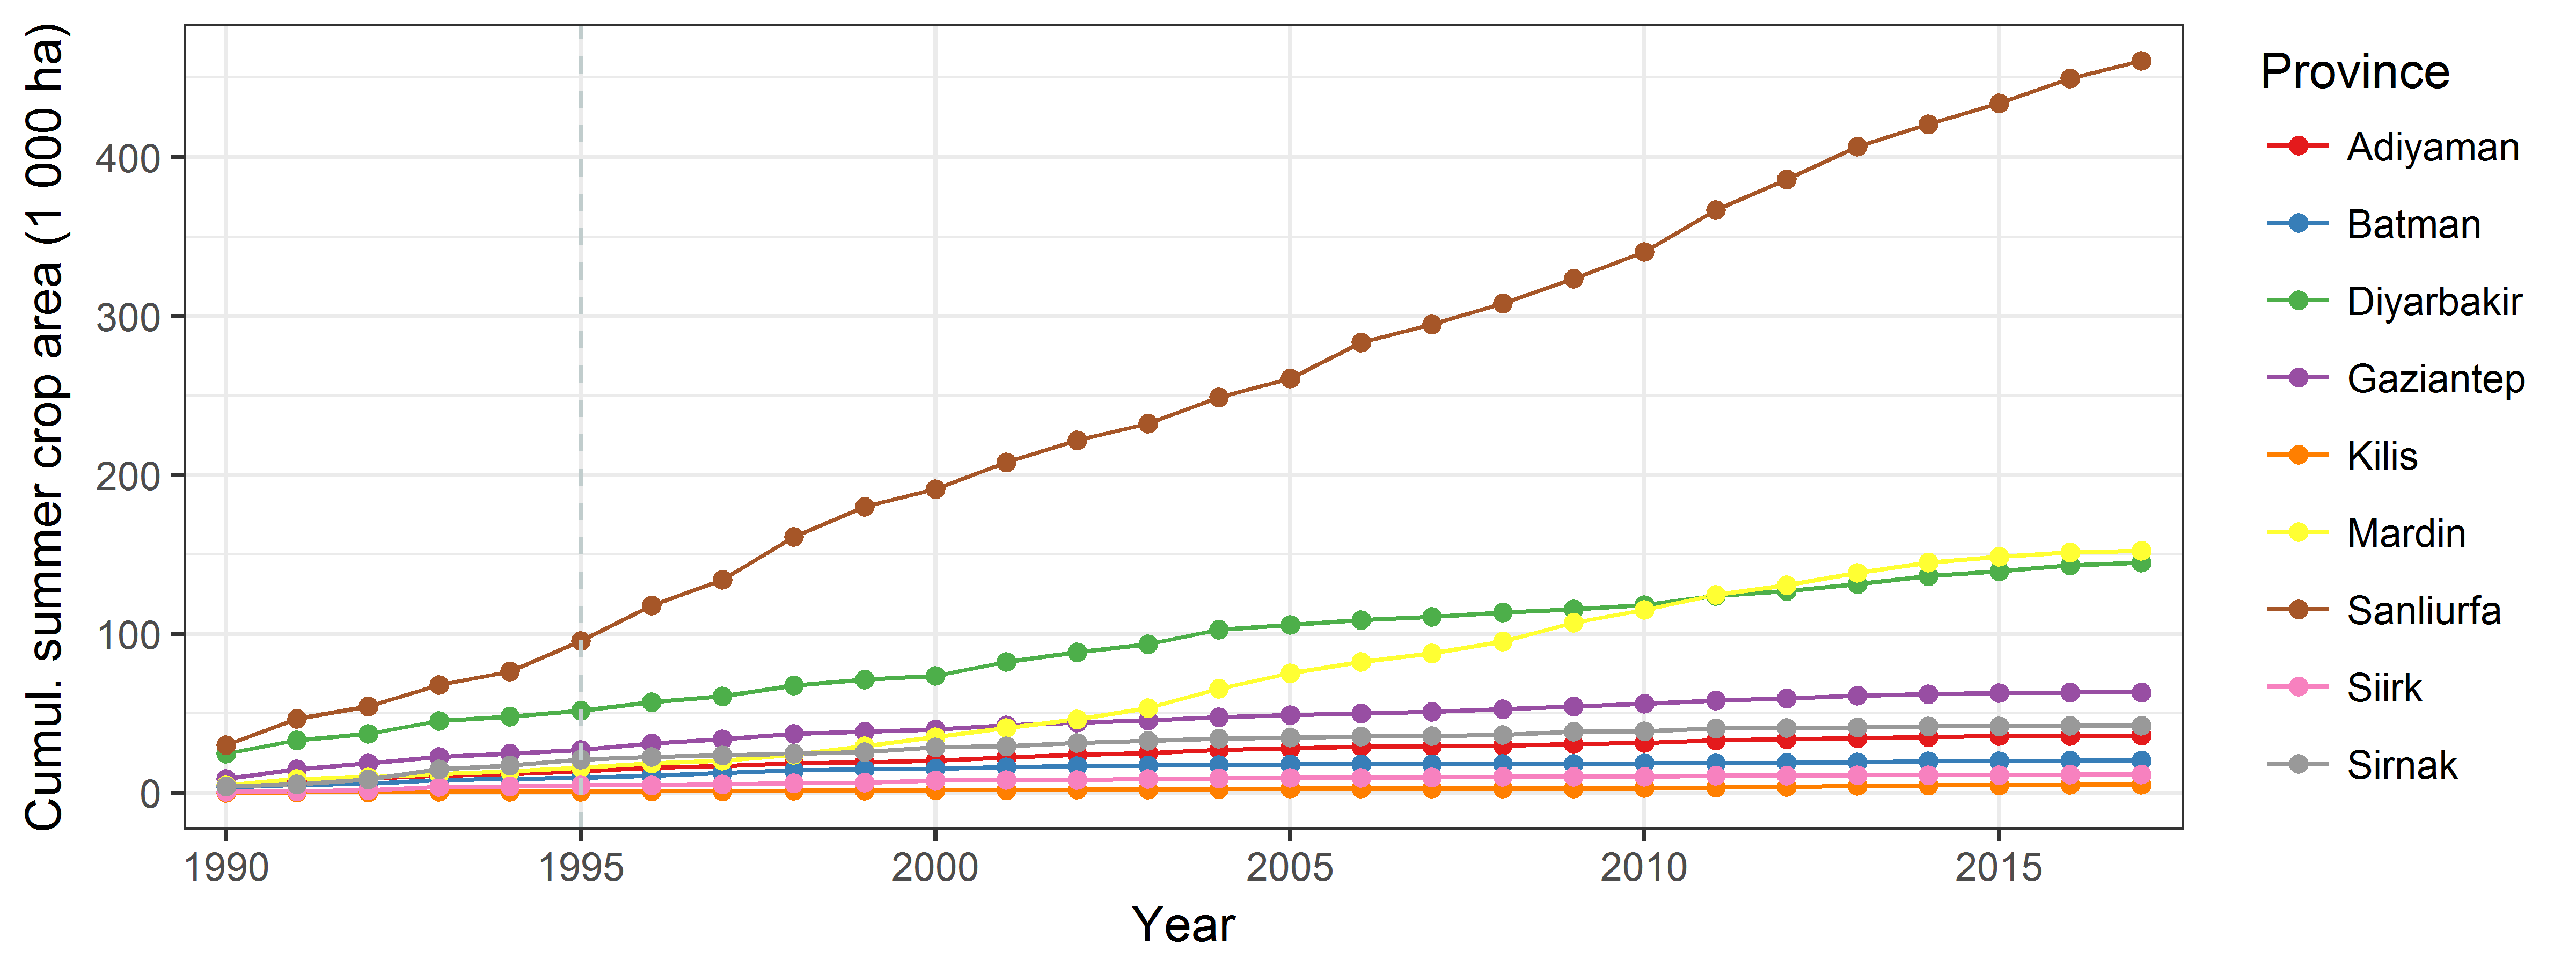 Cumul. summer crop area (1 000 ha)
400
300
200
100
0
1990 1995 2000 2005 2010 2015
Year
Province
Adiyaman
Batman
Diyarbakir
Gaziantep
Kilis
Mardin
Sanliurfa
Siirk
Sirnak